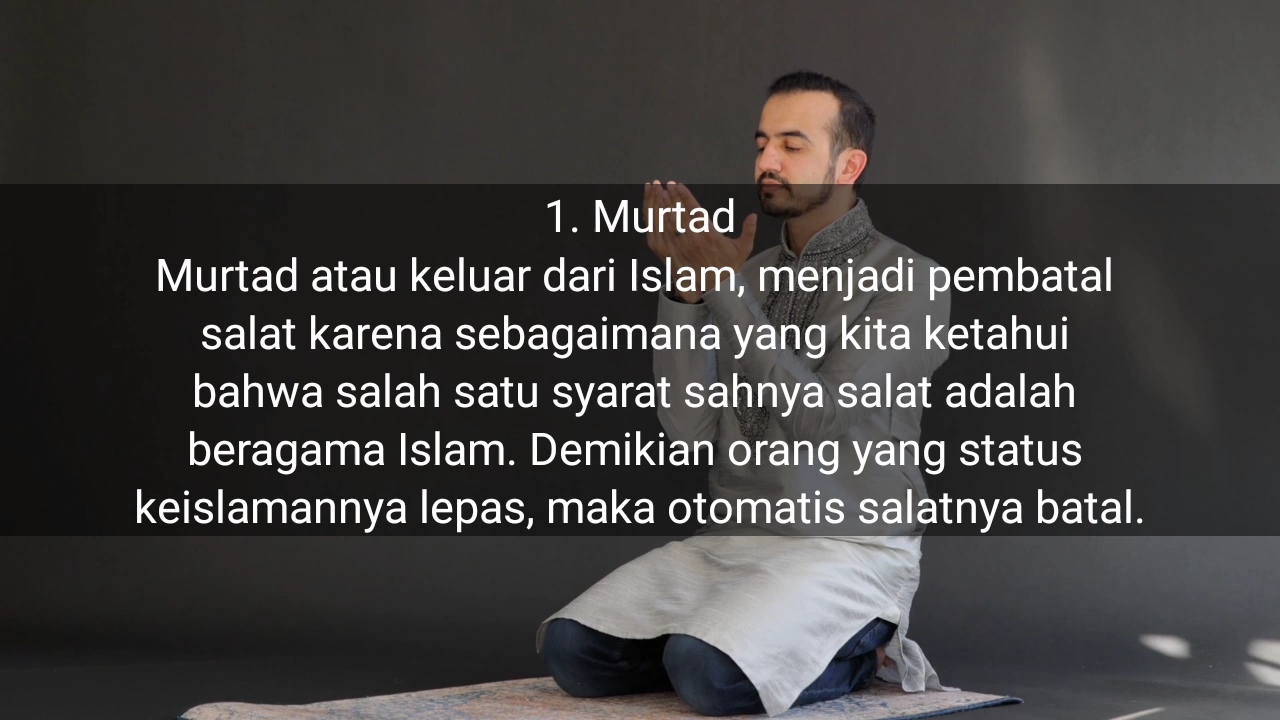 1. Murtad
Murtad atau keluar dari Islam, menjadi pembatal
salat karena sebagaimana yang kita ketahui
bahwa salah satu syarat sahnya salat adalah
beragama Islam. Demikian orang yang status
keislamannya lepas, maka otomatis salatnya batal.